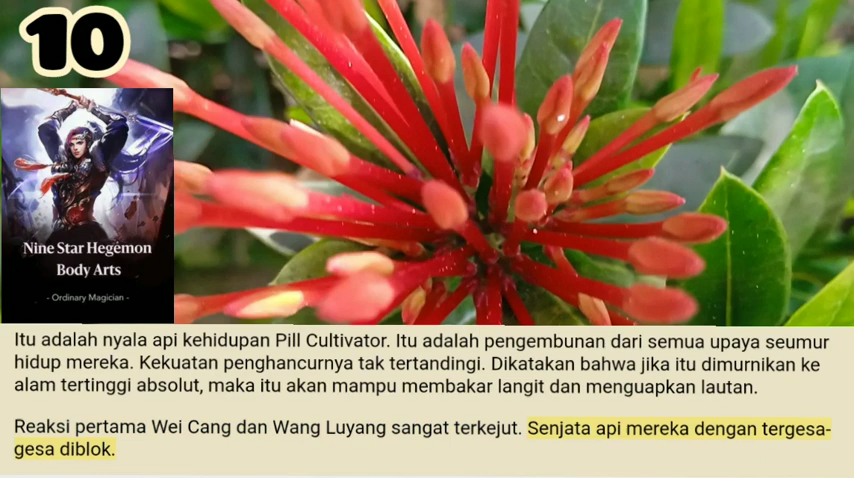 10
Nine Star Hegemon
Body Arts
- Ordinary Magician -
Itu adalah nyala api kehidupan Pill Cultivator. Itu adalah pengembunan dari semua upaya seumur
hidup mereka. Kekuatan penghancurnya tak tertandingi. Dikatakan bahwa jika itu dimurnikan ke
alam tertinggi absolut, maka itu akan mampu membakar langit dan menguapkan lautan.
Reaksi pertama Wei Cang dan Wang Luyang sangat terkejut. Senjata api mereka dengan tergesa-
gesa diblok.